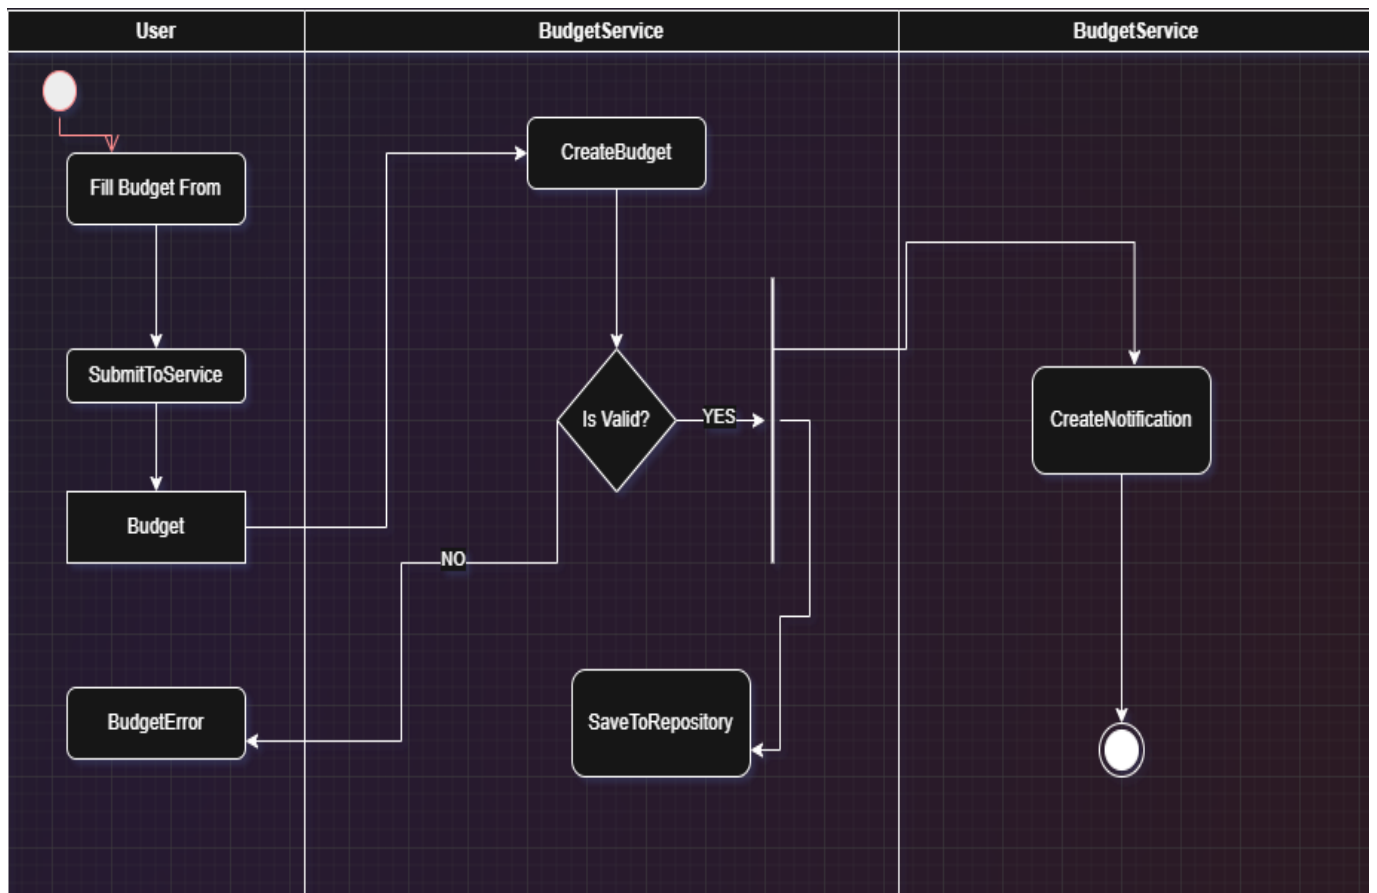 User
BudgetService
BudgetService
Fill Budget From
SubmitToService
Budget
BudgetError
CreateBudget
Is Valid?
YES
NO
SaveToRepository
CreateNotification